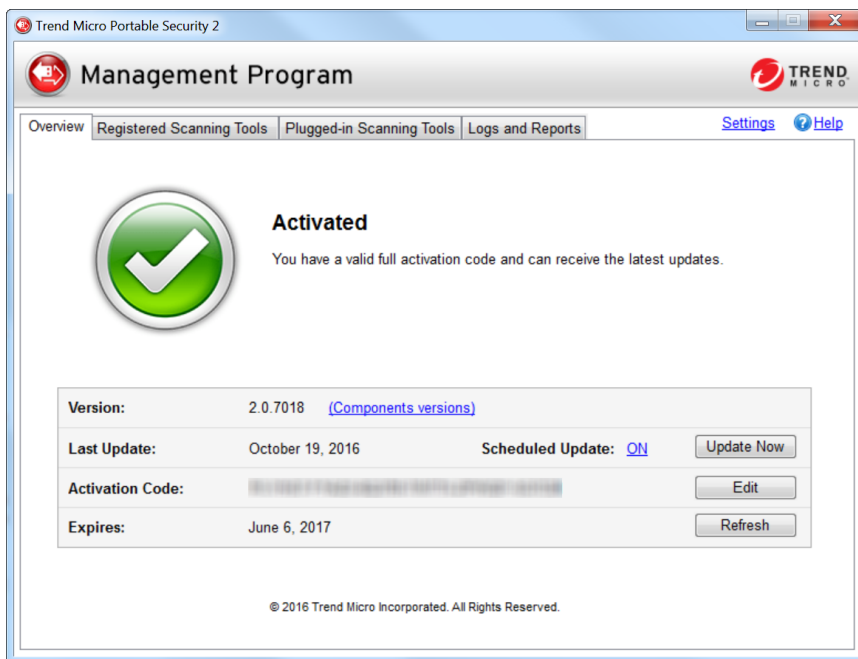 Trend Micro Portable Security 2
Management Program
TREND
MICRO
Overview Registered Scanning Tools Plugged-in Scanning Tools Logs and Reports Settings Help
Activated
You have a valid full activation code and can receive the latest updates.
Version: 2.0.7018 (Components versions)
Last Update: October 19, 2016 Scheduled Update: ON Update Now
Activation Code: Edit
Expires: June 6, 2017 Refresh
© 2016 Trend Micro Incorporated. All Rights Reserved.